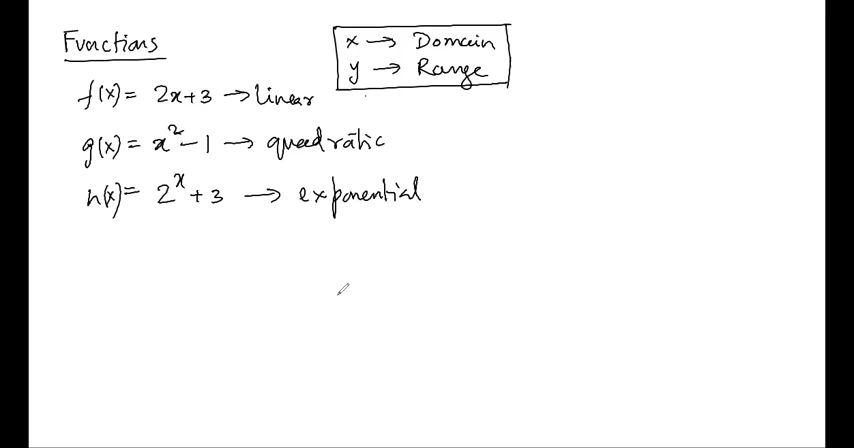 Functions
x → Domain
y → Range
f(x) = 2x+3 → linear
g(x) = x² - 1 → quadratic
h(x) = 2ˣ + 3 → exponential